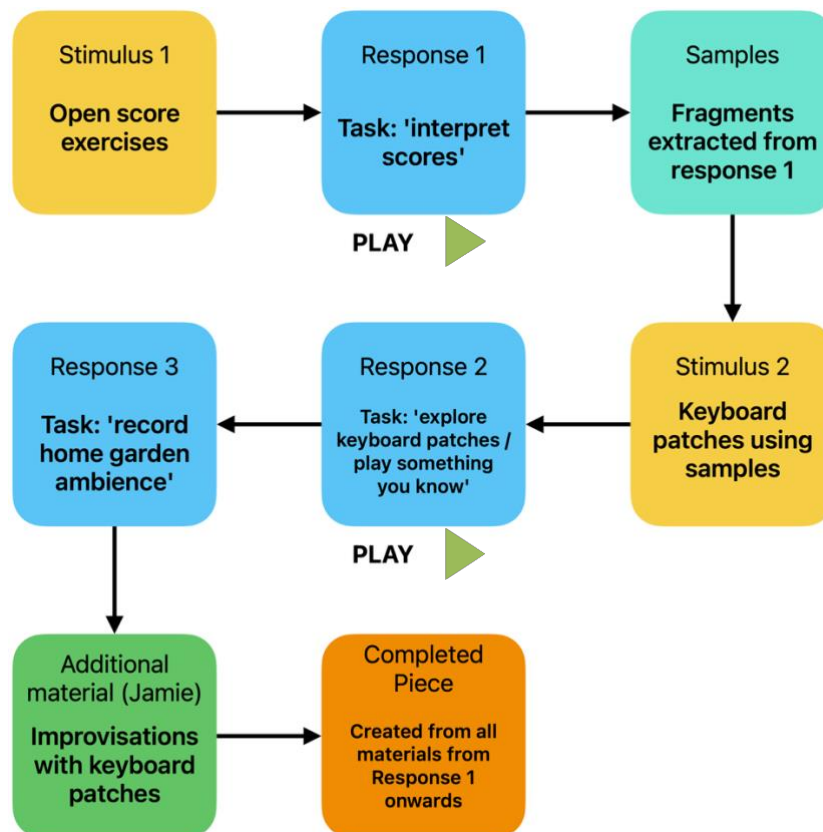 Stimulus 1
Open score
exercises
Response 1
Task: 'interpret
scores'
PLAY
Samples
Fragments
extracted from
response 1
Stimulus 2
Keyboard
patches using
samples
Response 2
Task: 'explore
keyboard patches /
play something
you know'
PLAY
Response 3
Task: 'record
home garden
ambience'
Additional
material (Jamie)
Improvisations
with keyboard
patches
Completed
Piece
Created from all
materials from
Response 1
onwards